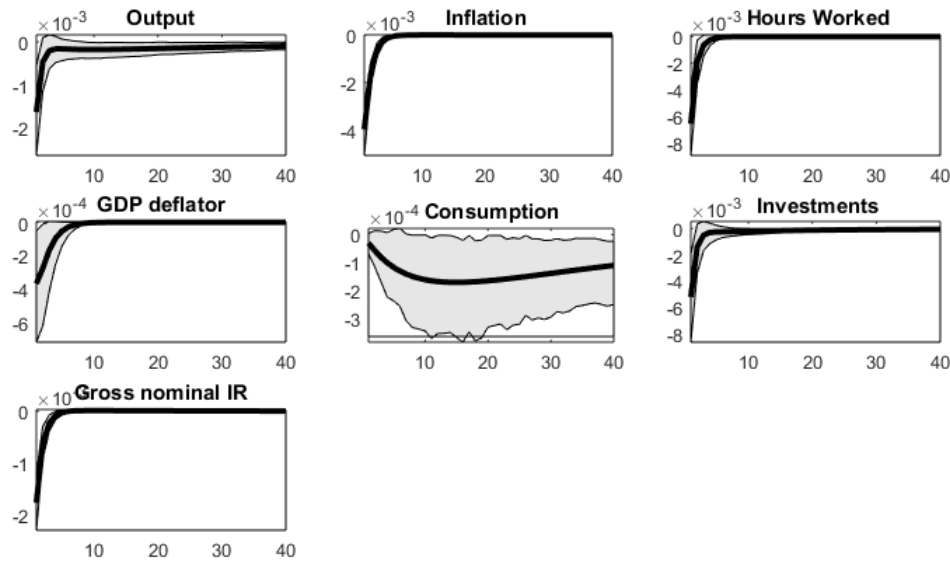 ×10⁻³ Output
0
-1
-2
10 20 30 40
×10⁻³ Inflation
0
-2
-4
10 20 30 40
×10⁻³ Hours Worked
0
-2
-4
-6
-8
10 20 30 40
×10⁻⁴ GDP deflator
0
-2
-4
-6
10 20 30 40
×10⁻⁴ Consumption
0
-1
-2
-3
10 20 30 40
×10⁻³ Investments
0
-2
-4
-6
-8
10 20 30 40
×10 Gross nominal IR
0
-1
-2
10 20 30 40